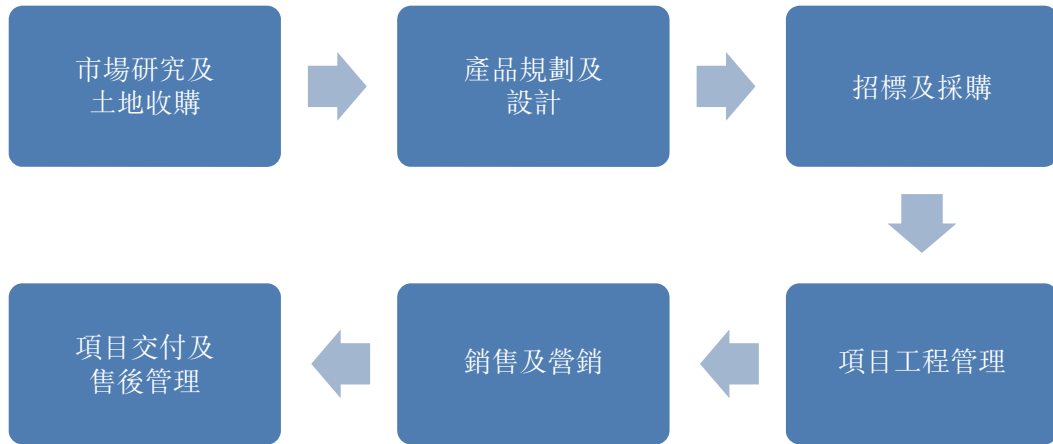 市場研究及
土地收購
產品規劃及
設計
招標及採購
項目工程管理
銷售及營銷
項目交付及
售後管理